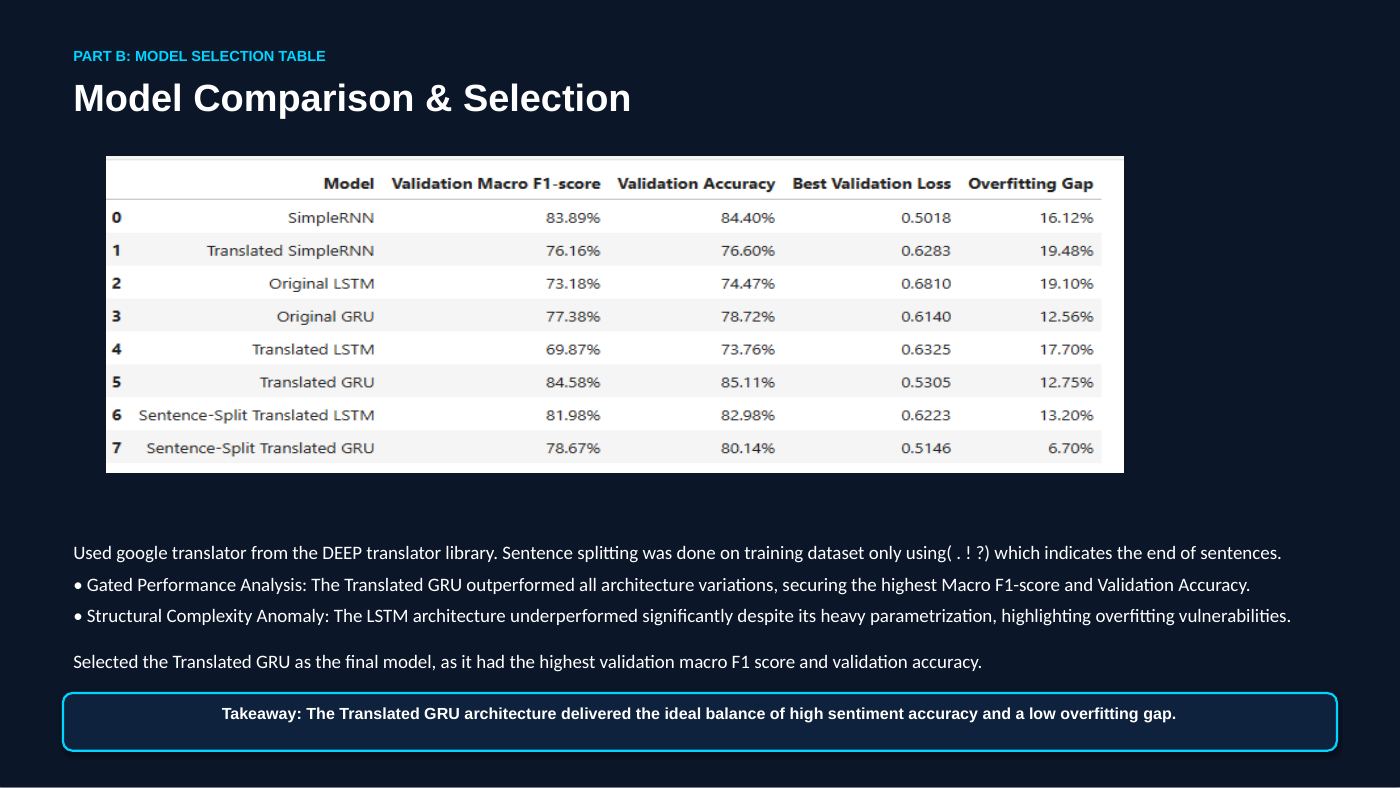 PART B: MODEL SELECTION TABLE
Model Comparison & Selection
Model Validation Macro F1-score Validation Accuracy Best Validation Loss Overfitting Gap
0 SimpleRNN 83.89% 84.40% 0.5018 16.12%
1 Translated SimpleRNN 76.16% 76.60% 0.6283 19.48%
2 Original LSTM 73.18% 74.47% 0.6810 19.10%
3 Original GRU 77.38% 78.72% 0.6140 12.56%
4 Translated LSTM 69.87% 73.76% 0.6325 17.70%
5 Translated GRU 84.58% 85.11% 0.5305 12.75%
6 Sentence-Split Translated LSTM 81.98% 82.98% 0.6223 13.20%
7 Sentence-Split Translated GRU 78.67% 80.14% 0.5146 6.70%
Used google translator from the DEEP translator library. Sentence splitting was done on training dataset only using( . ! ?) which indicates the end of sentences.
• Gated Performance Analysis: The Translated GRU outperformed all architecture variations, securing the highest Macro F1-score and Validation Accuracy.
• Structural Complexity Anomaly: The LSTM architecture underperformed significantly despite its heavy parametrization, highlighting overfitting vulnerabilities.
Selected the Translated GRU as the final model, as it had the highest validation macro F1 score and validation accuracy.
Takeaway: The Translated GRU architecture delivered the ideal balance of high sentiment accuracy and a low overfitting gap.